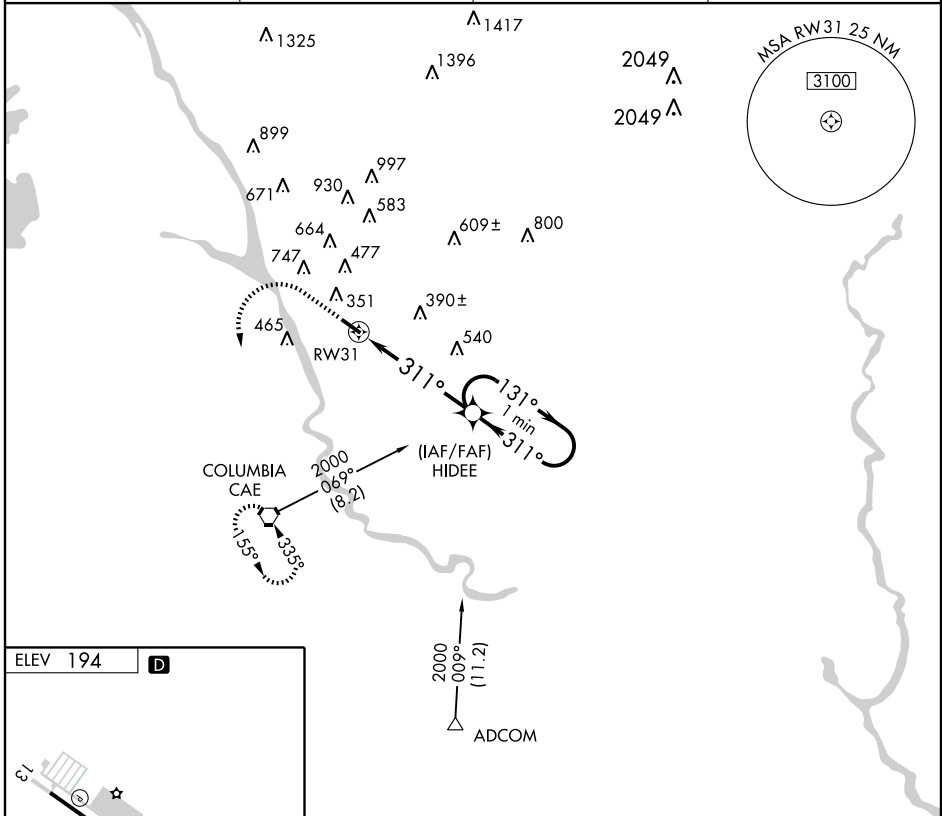 1325
1417
1396
2049
2049
MSA RW31 25 NM
3100
899
997
671
930
583
664
609±
800
747
477
351
390±
465
540
RW31
311°
131°
1 min
311°
(IAF/FAF)
HIDEE
COLUMBIA
CAE
2000
069°
(8.2)
155°
335°
2000
009°
(11.2)
ADCOM
ELEV 194
D
13
P